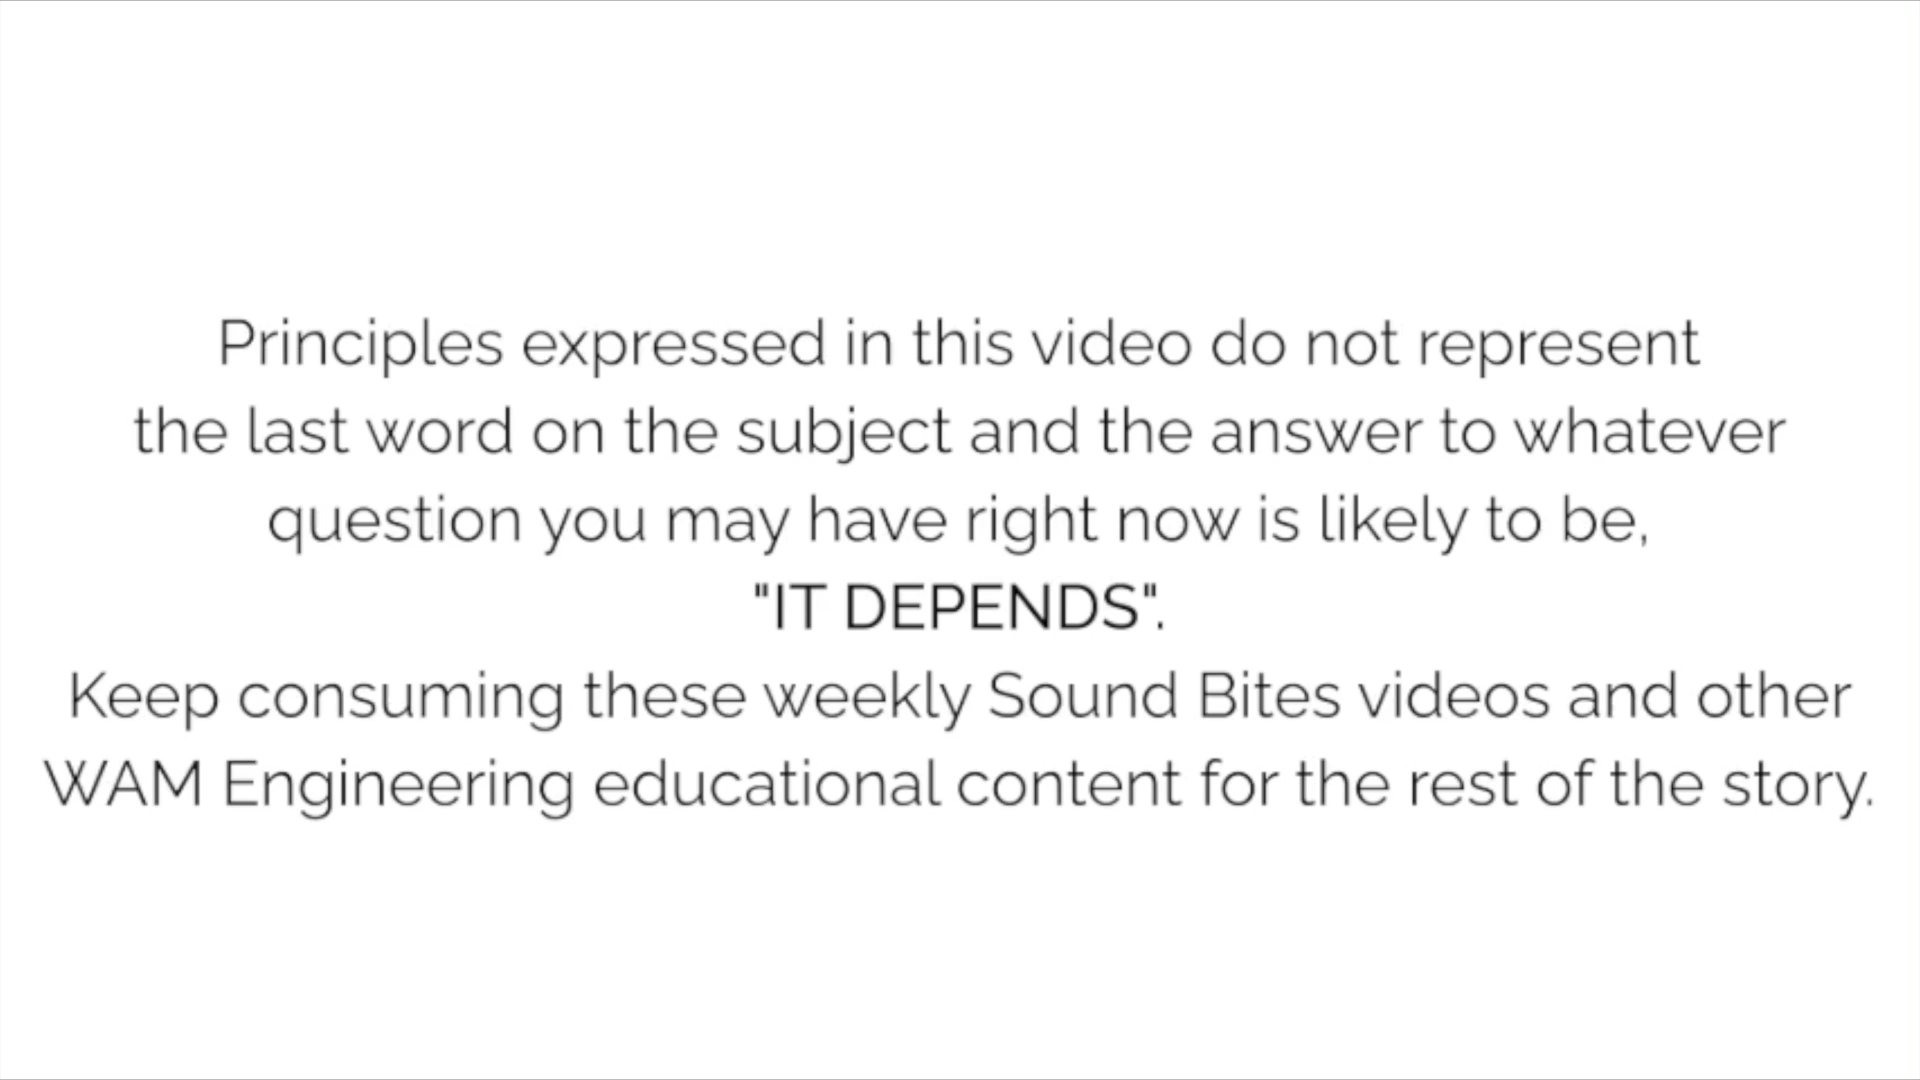 Principles expressed in this video do not represent
the last word on the subject and the answer to whatever
question you may have right now is likely to be,
"IT DEPENDS".
Keep consuming these weekly Sound Bites videos and other
WAM Engineering educational content for the rest of the story.